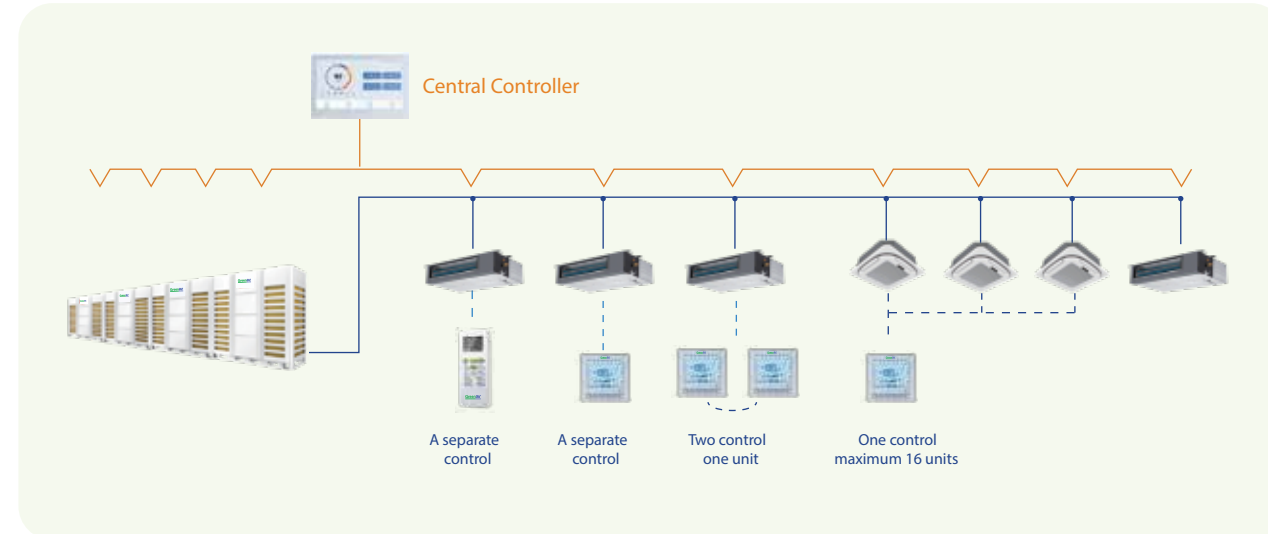 Central Controller
A separate
control
A separate
control
Two control
one unit
One control
maximum 16 units